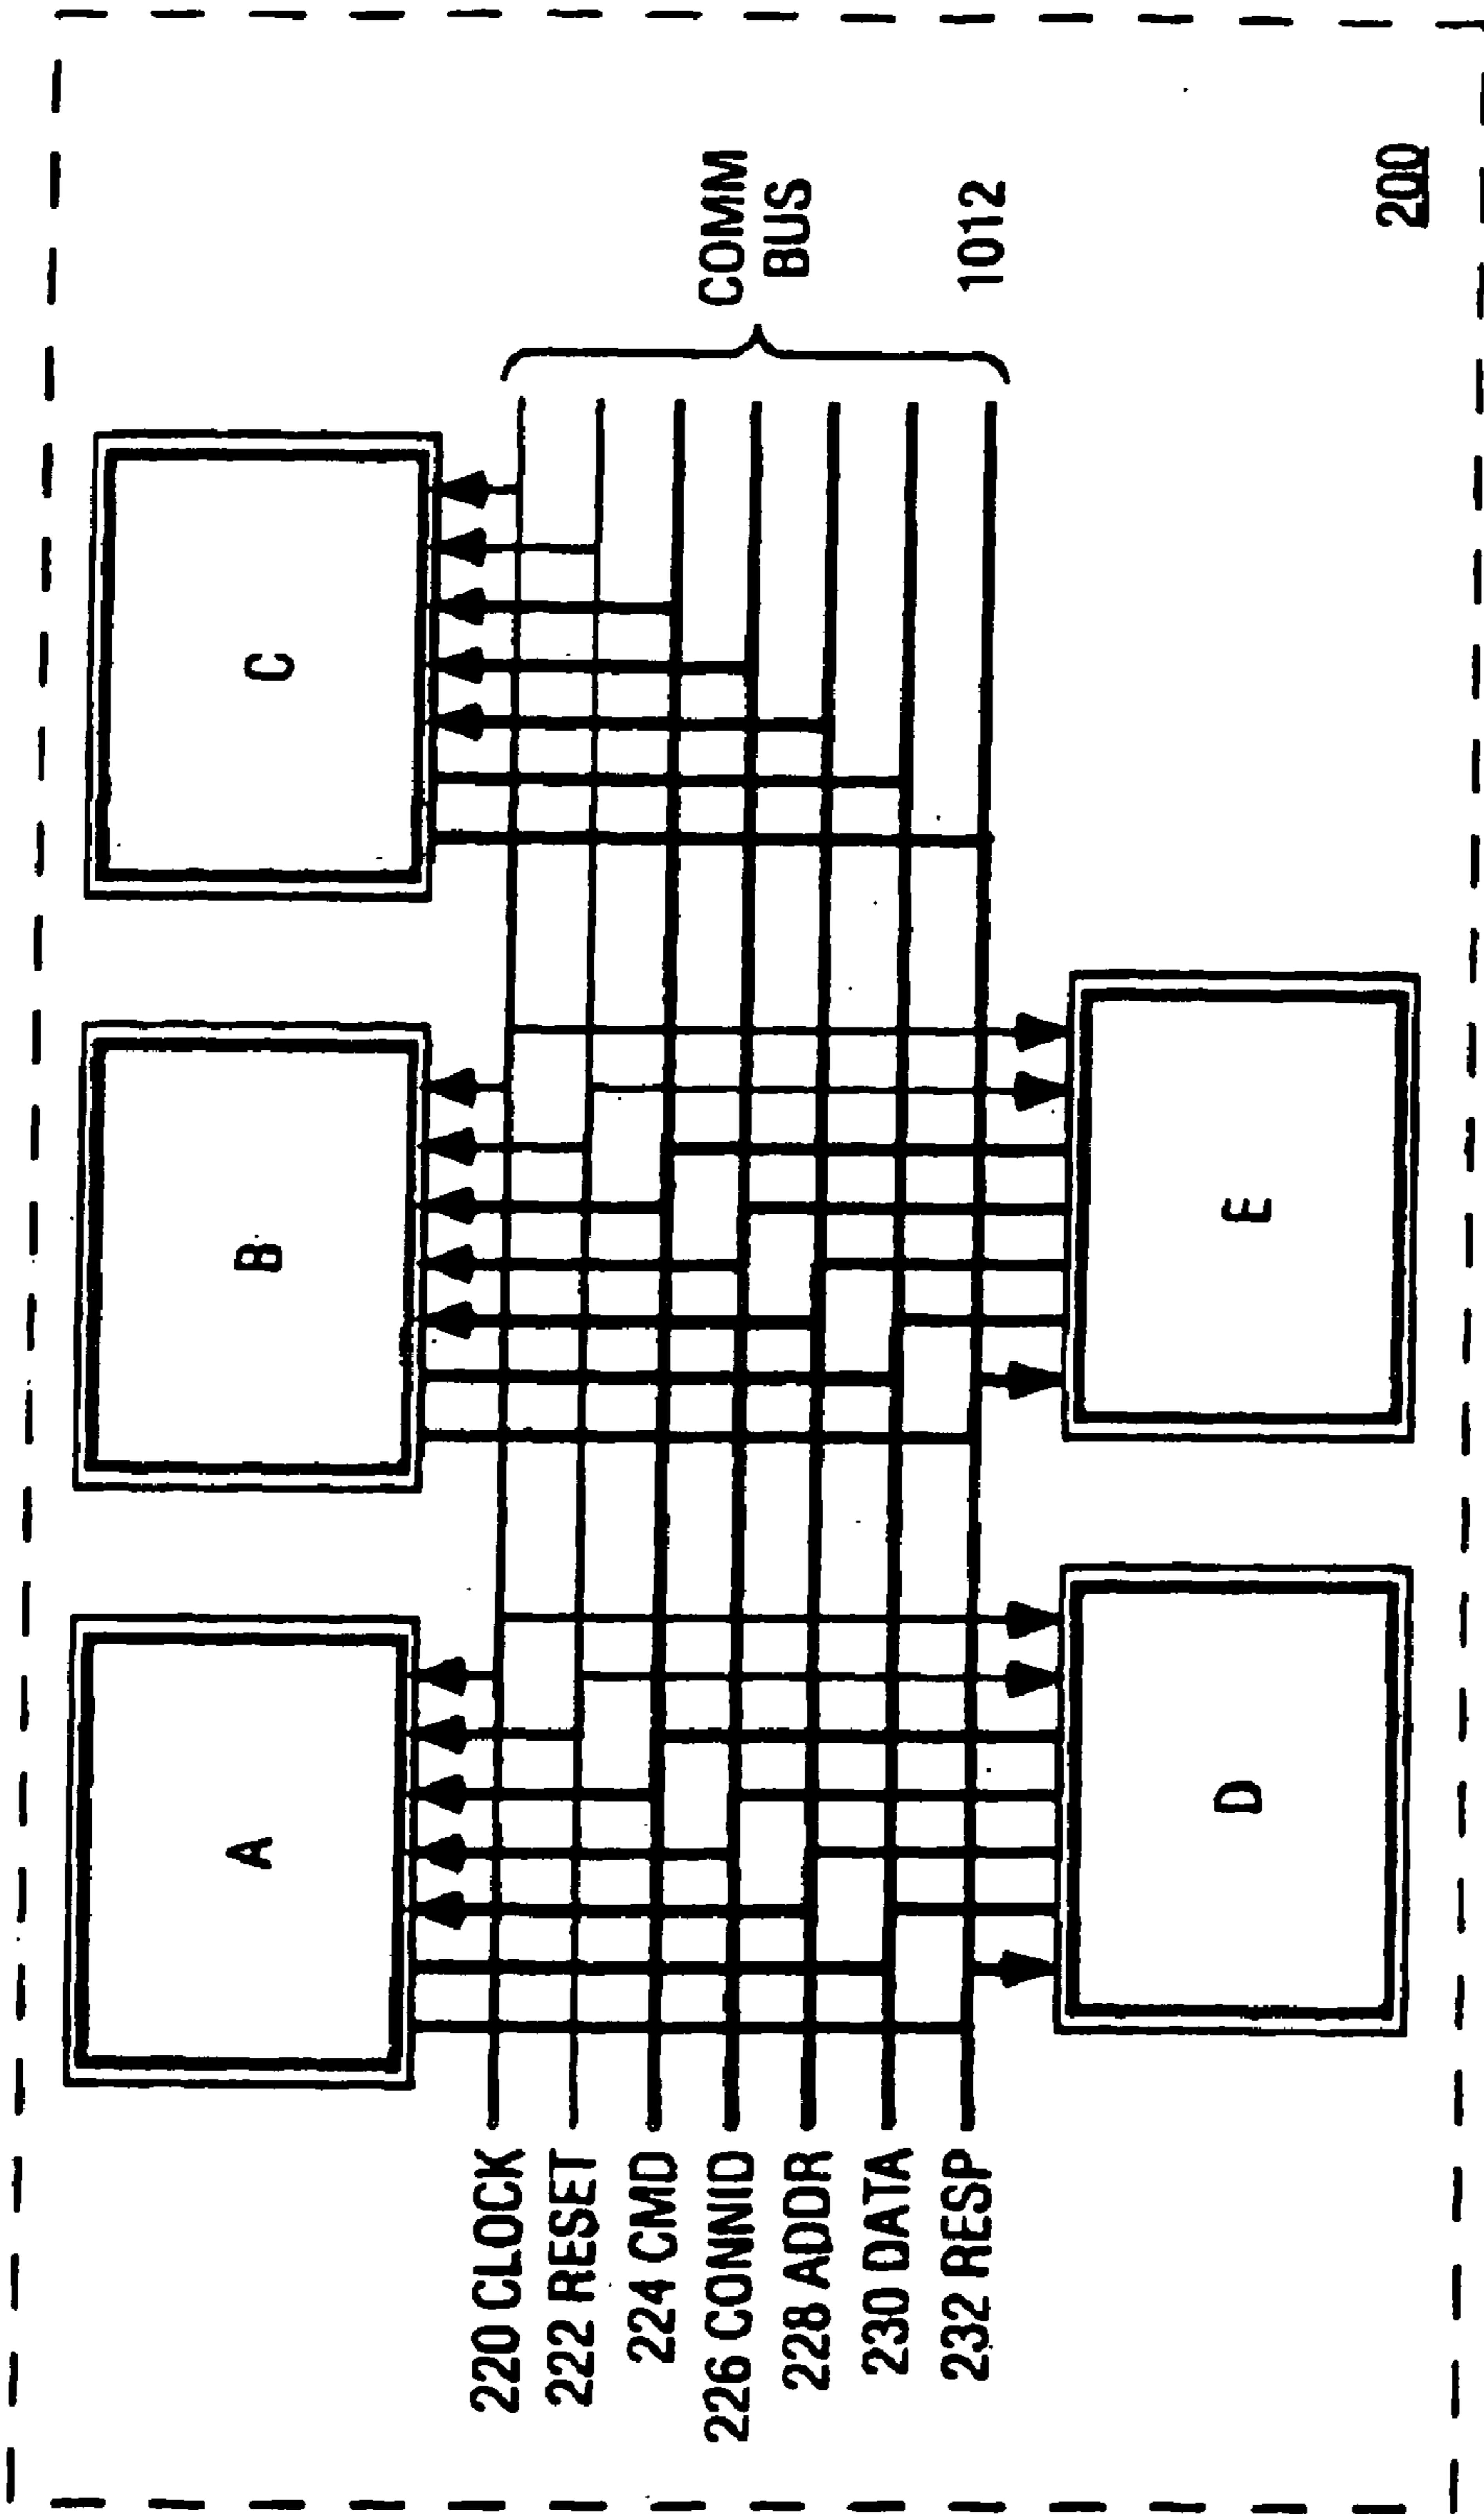 A
B
C
220 CLOCK
222 RESET
224 CMD
226 CONNID
228 ADDR
230 DATA
232 RESP
COMM
BUS
1012
D
E
200